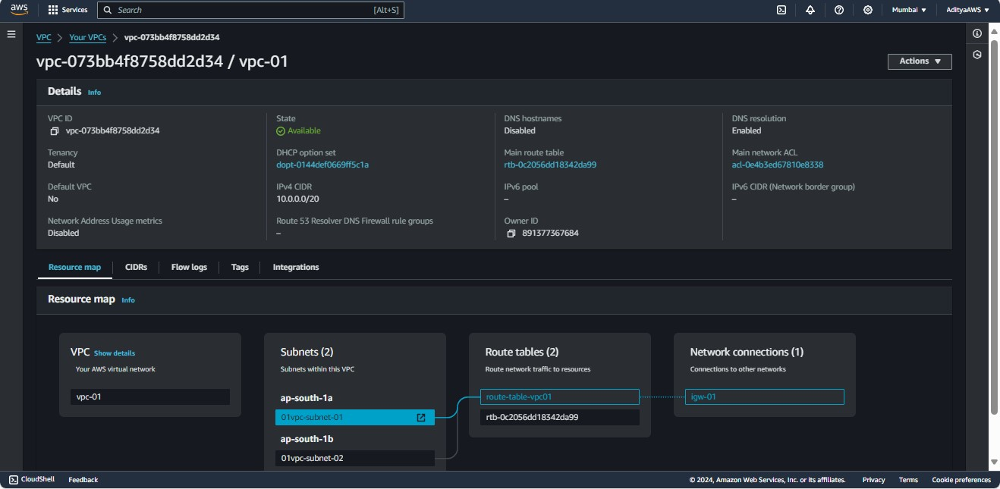 aws Services Search [Alt+S] Mumbai ▼ AdityaAWS ▼
VPC > Your VPCs > vpc-073bb4f8758dd2d34
vpc-073bb4f8758dd2d34 / vpc-01
Actions ▼
Details Info
VPC ID State DNS hostnames DNS resolution
vpc-073bb4f8758dd2d34 Available Disabled Enabled
Tenancy DHCP option set Main route table Main network ACL
Default dopt-0144def0669ff5c1a rtb-0c2056dd18342da99 acl-0e4b3ed67810e8338
Default VPC IPv4 CIDR IPv6 pool IPv6 CIDR (Network border group)
No 10.0.0.0/20 – –
Network Address Usage metrics Route 53 Resolver DNS Firewall rule groups Owner ID
Disabled – 891377367684
Resource map CIDRs Flow logs Tags Integrations
Resource map Info
VPC Show details Subnets (2) Route tables (2) Network connections (1)
Your AWS virtual network Subnets within this VPC Route network traffic to resources Connections to other networks
vpc-01 ap-south-1a route-table-vpc01 igw-01
01vpc-subnet-01 rtb-0c2056dd18342da99
ap-south-1b
01vpc-subnet-02
CloudShell Feedback © 2024, Amazon Web Services, Inc. or its affiliates. Privacy Terms Cookie preferences